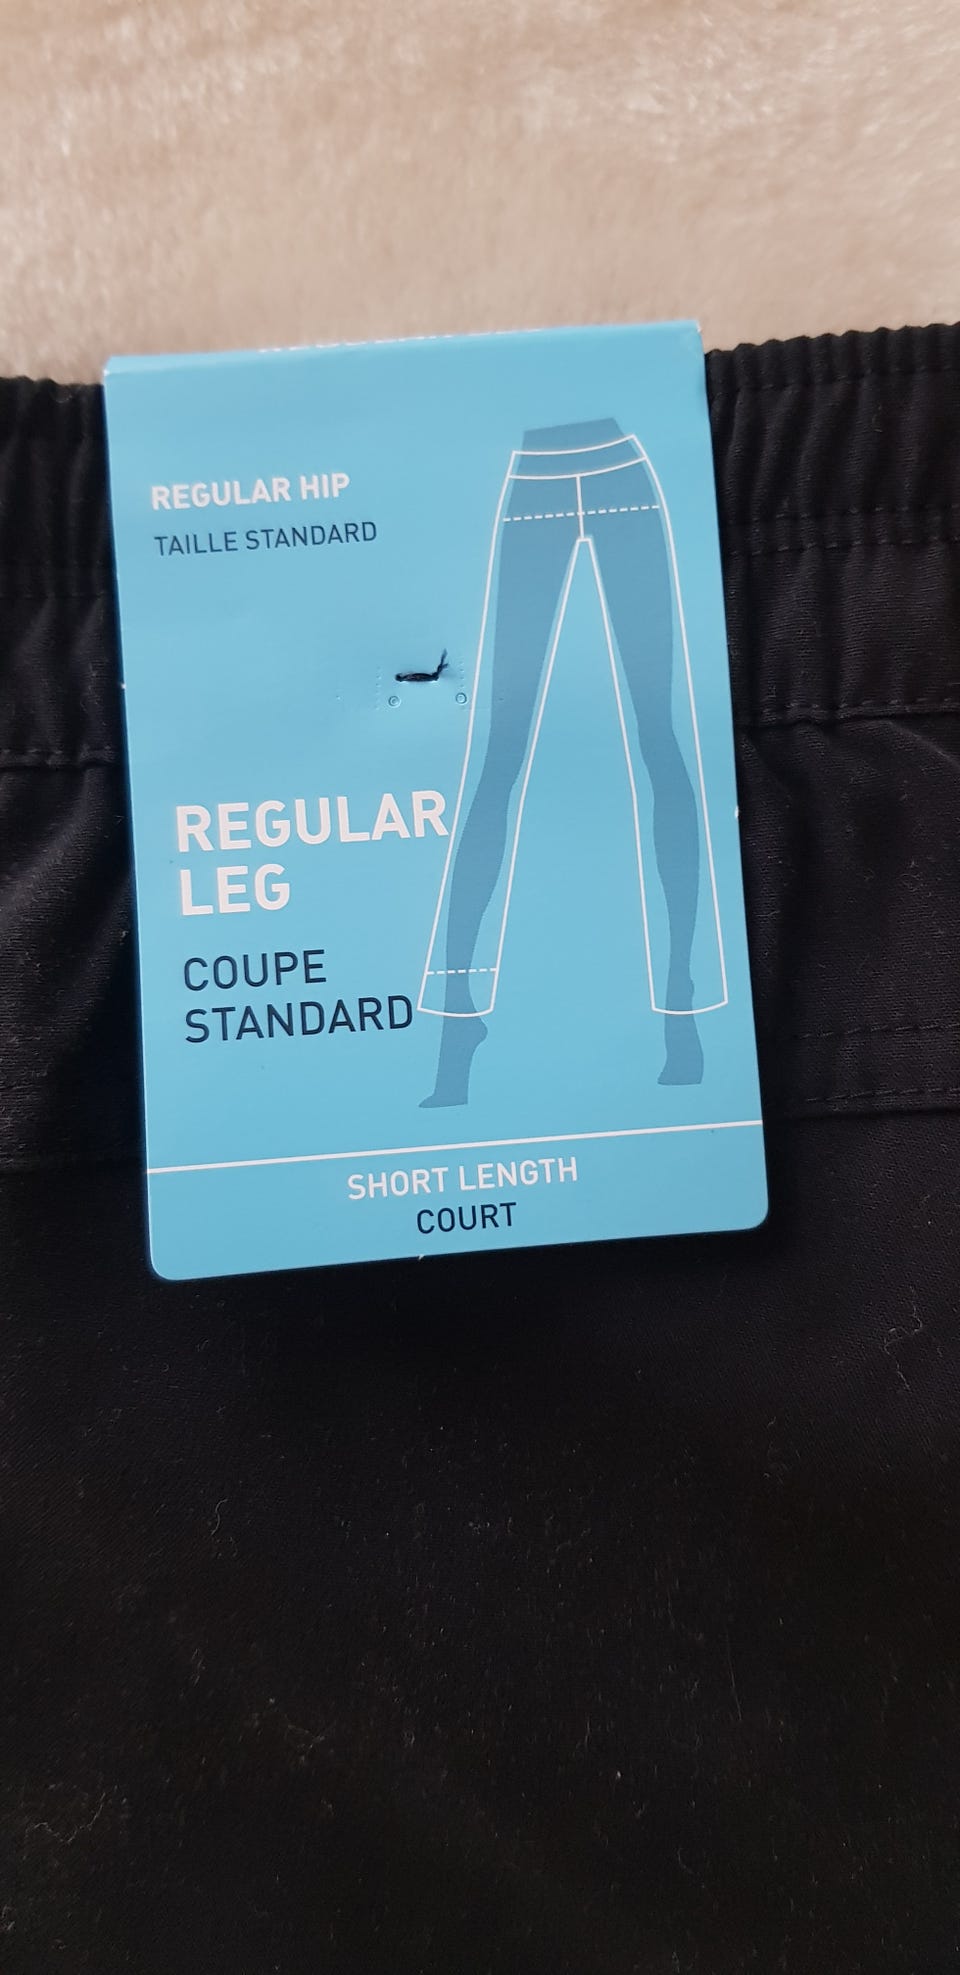 REGULAR HIP
TAILLE STANDARD
REGULAR
LEG
COUPE
STANDARD
SHORT LENGTH
COURT